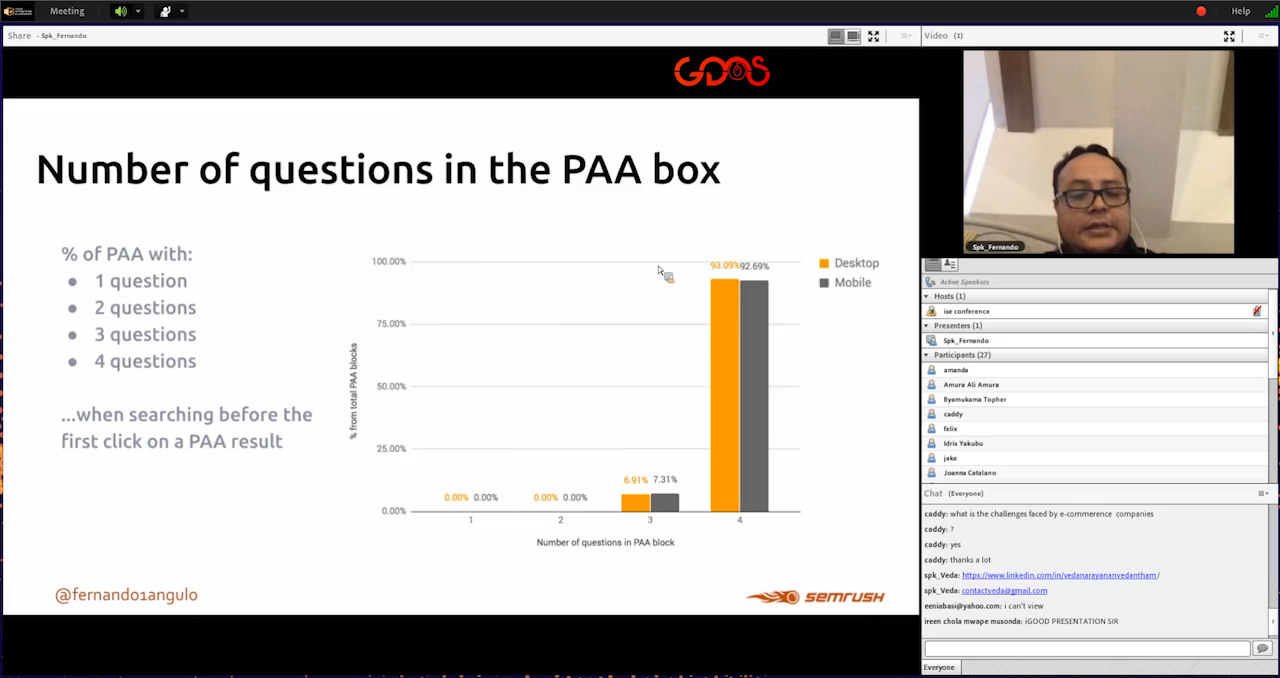 Meeting
Help
Share - Spk_Fernando
Video (1)
GDOS
Number of questions in the PAA box
% of PAA with:
1 question
2 questions
3 questions
4 questions
...when searching before the
first click on a PAA result
% from total PAA blocks
100.00%
75.00%
50.00%
25.00%
0.00%
0.00% 0.00%
0.00% 0.00%
6.91% 7.31%
93.09% 92.69%
1 2 3 4
Number of questions in PAA block
Desktop
Mobile
@fernando1angulo
semrush
Spk_Fernando
Active Speakers
Hosts (1)
ise conference
Presenters (1)
Spk_Fernando
Participants (27)
amanda
Amura Ali Amura
Byamukama Topher
caddy
felix
Idris Yakubu
jake
Joanna Catalano
Chat (Everyone)
caddy: what is the challenges faced by e-commerence companies
caddy: ?
caddy: yes
caddy: thanks a lot
spk_Veda: https://www.linkedin.com/in/vedanarayananvedantham/
spk_Veda: contactveda@gmail.com
eeniabasi@yahoo.com: i can't view
ireen chola mwape musonda: iGOOD PRESENTATION SIR
Everyone